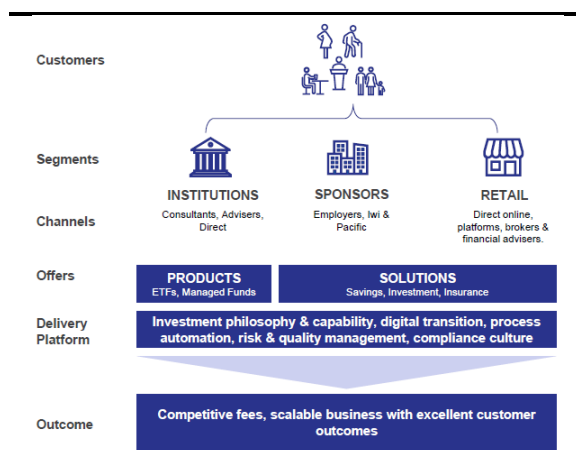 Customers
Segments
INSTITUTIONS
SPONSORS
RETAIL
Channels
Consultants, Advisers,
Direct
Employers, Iwi &
Pacific
Direct online,
platforms, brokers &
financial advisers.
Offers
PRODUCTS
ETFs, Managed Funds
SOLUTIONS
Savings, Investment, Insurance
Delivery
Platform
Investment philosophy & capability, digital transition, process
automation, risk & quality management, compliance culture
Outcome
Competitive fees, scalable business with excellent customer
outcomes